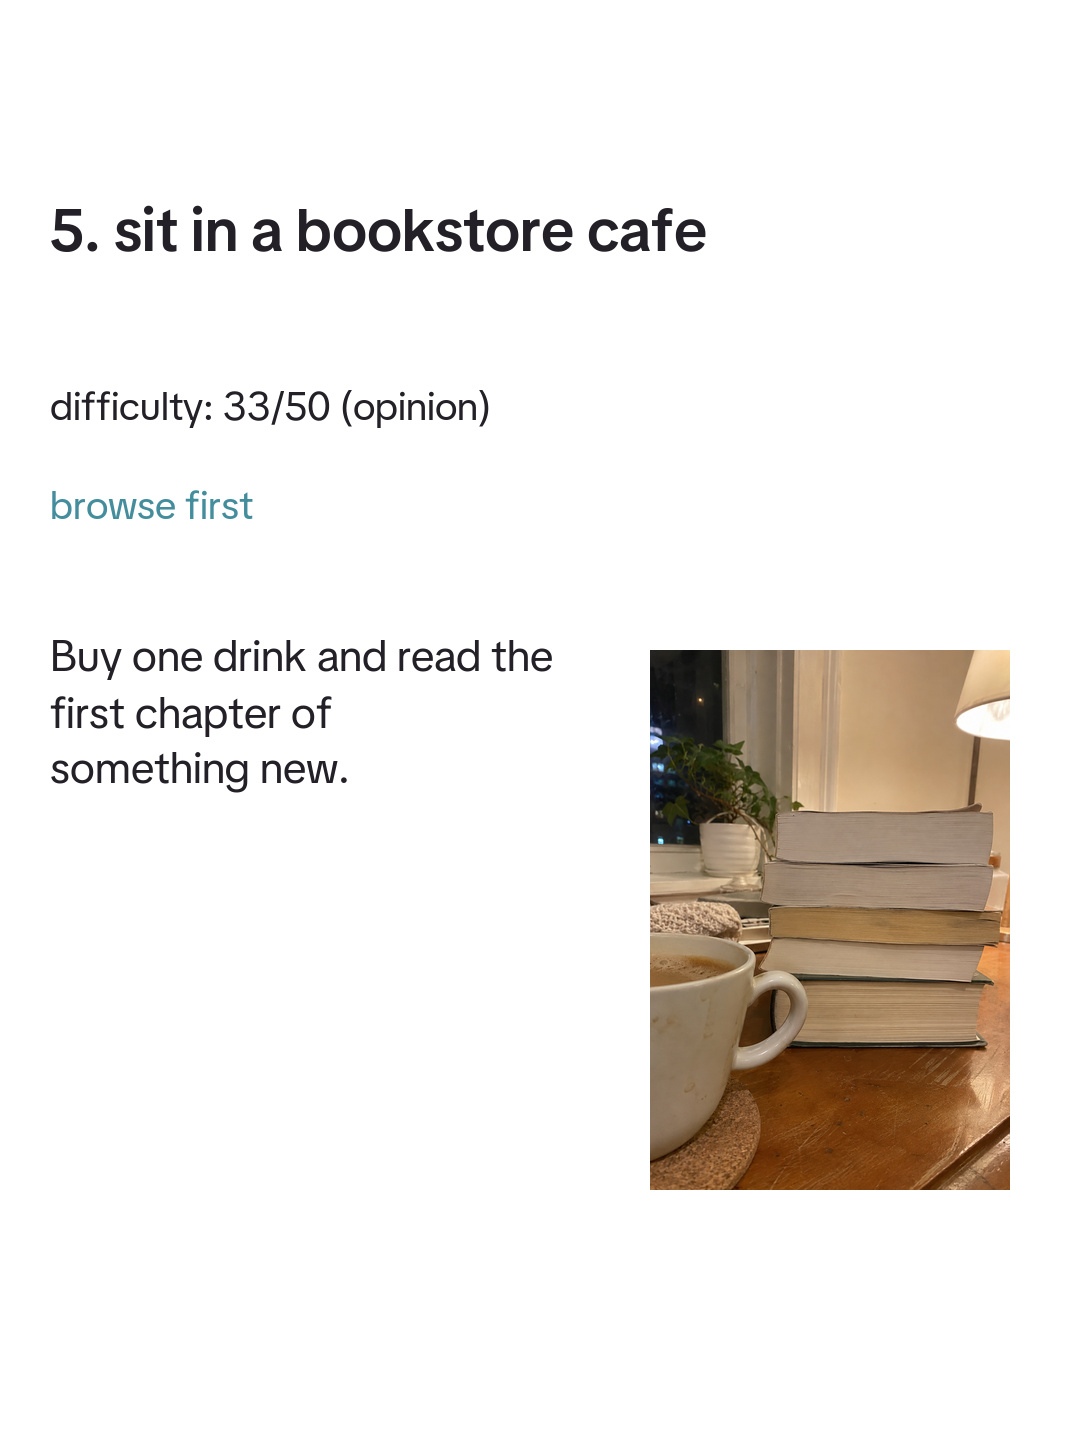 5. sit in a bookstore cafe
difficulty: 33/50 (opinion)
browse first
Buy one drink and read the
first chapter of
something new.